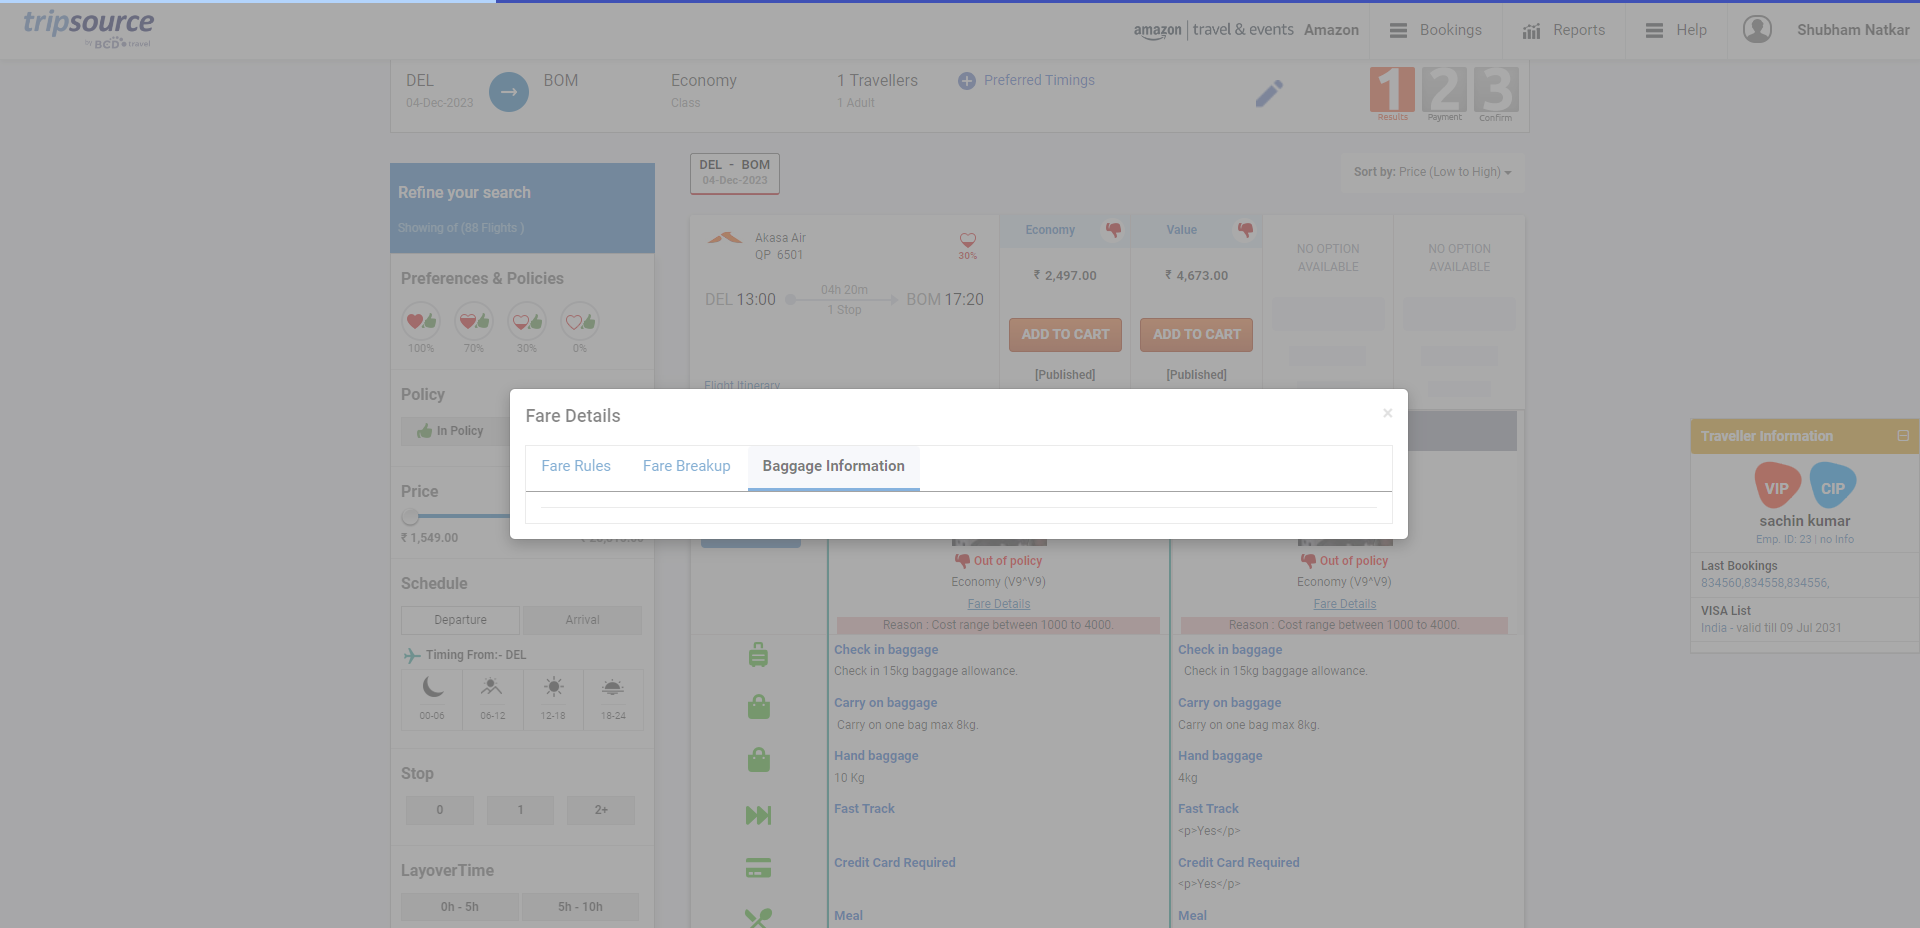 tripsource
by BCD travel
amazon | travel & events Amazon
Bookings
Reports
Help
Shubham Natkar
DEL
BOM
Economy
1 Travellers
Preferred Timings
04-Dec-2023
Class
1 Adult
1 2 3
Results Payment Confirm
DEL - BOM
04-Dec-2023
Sort by: Price (Low to High)
Refine your search
Showing of (88 Flights )
Preferences & Policies
100% 70% 30% 0%
Policy
In Policy
Price
₹ 1,549.00
Schedule
Departure Arrival
Timing From:- DEL
00-06 06-12 12-18 18-24
Stop
0 1 2+
LayoverTime
0h - 5h 5h - 10h
Akasa Air
QP 6501
30%
DEL 13:00
04h 20m
1 Stop
BOM 17:20
Flight Itinerary
Economy
₹ 2,497.00
ADD TO CART
[Published]
Value
₹ 4,673.00
ADD TO CART
[Published]
NO OPTION
AVAILABLE
NO OPTION
AVAILABLE
Fare Details
×
Fare Rules Fare Breakup Baggage Information
Out of policy
Economy (V9^V9)
Fare Details
Reason : Cost range between 1000 to 4000.
Check in baggage
Check in 15kg baggage allowance.
Carry on baggage
Carry on one bag max 8kg.
Hand baggage
10 Kg
Fast Track
Credit Card Required
Meal
Out of policy
Economy (V9^V9)
Fare Details
Reason : Cost range between 1000 to 4000.
Check in baggage
Check in 15kg baggage allowance.
Carry on baggage
Carry on one bag max 8kg.
Hand baggage
4kg
Fast Track
<p>Yes</p>
Credit Card Required
<p>Yes</p>
Meal
Traveller Information
VIP CIP
sachin kumar
Emp. ID: 23 | no info
Last Bookings
834560,834558,834556,
VISA List
India - valid till 09 Jul 2031